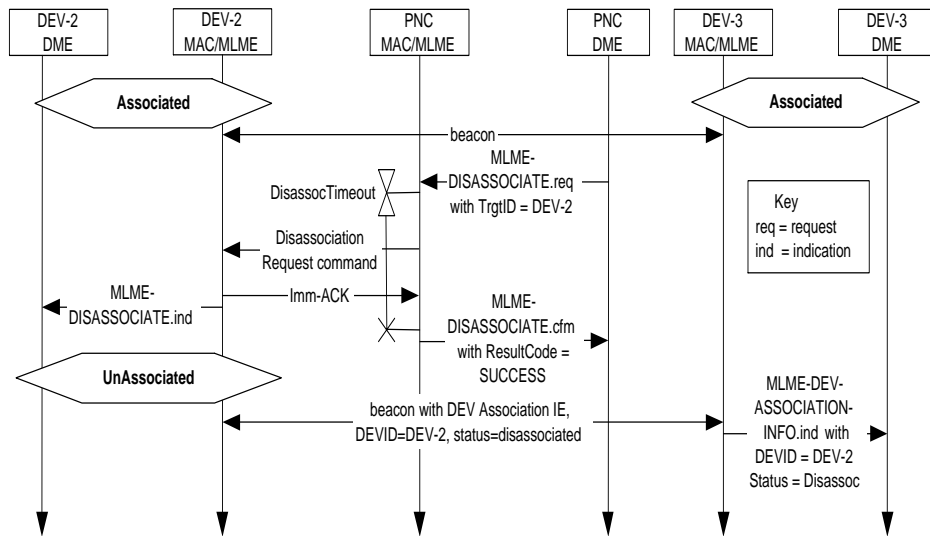 DEV-2
DME
DEV-2
MAC/MLME
PNC
MAC/MLME
PNC
DME
DEV-3
MAC/MLME
DEV-3
DME
Associated
Associated
beacon
MLME-
DISASSOCIATE.req
with TrgtID = DEV-2
DisassocTimeout
Key
req = request
ind = indication
Disassociation
Request command
Imm-ACK
MLME-
DISASSOCIATE.ind
MLME-
DISASSOCIATE.cfm
with ResultCode =
SUCCESS
UnAssociated
beacon with DEV Association IE,
DEVID=DEV-2, status=disassociated
MLME-DEV-
ASSOCIATION-
INFO.ind with
DEVID = DEV-2
Status = Disassoc